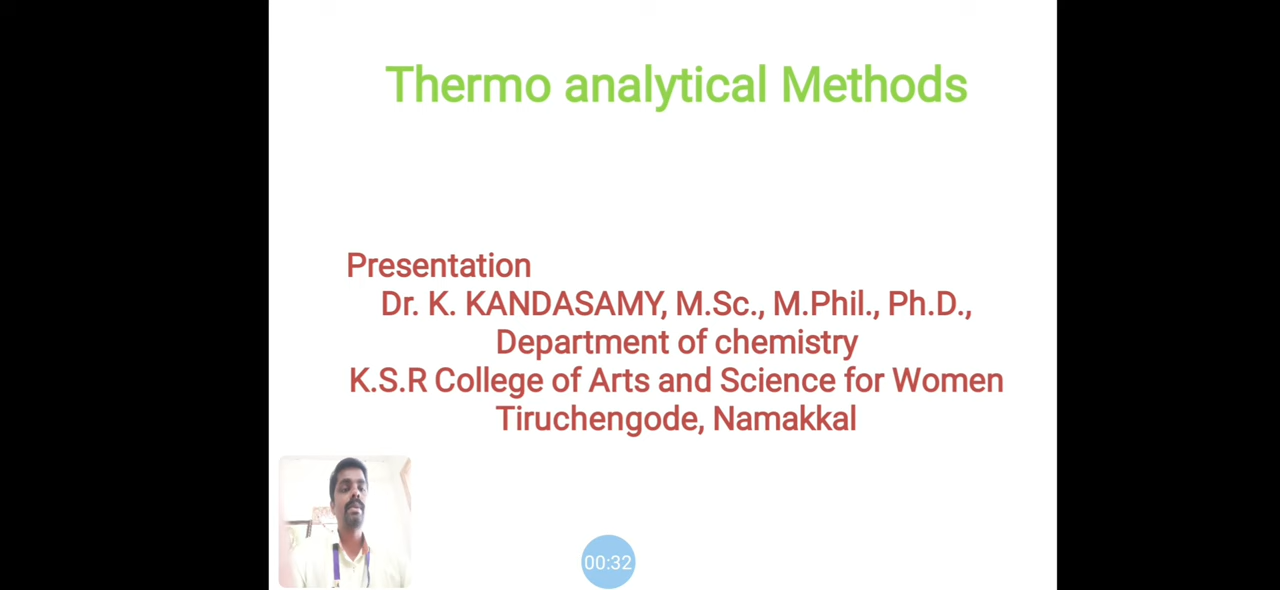 Thermo analytical Methods
Presentation
Dr. K. KANDASAMY, M.Sc., M.Phil., Ph.D.,
Department of chemistry
K.S.R College of Arts and Science for Women
Tiruchengode, Namakkal
00:32